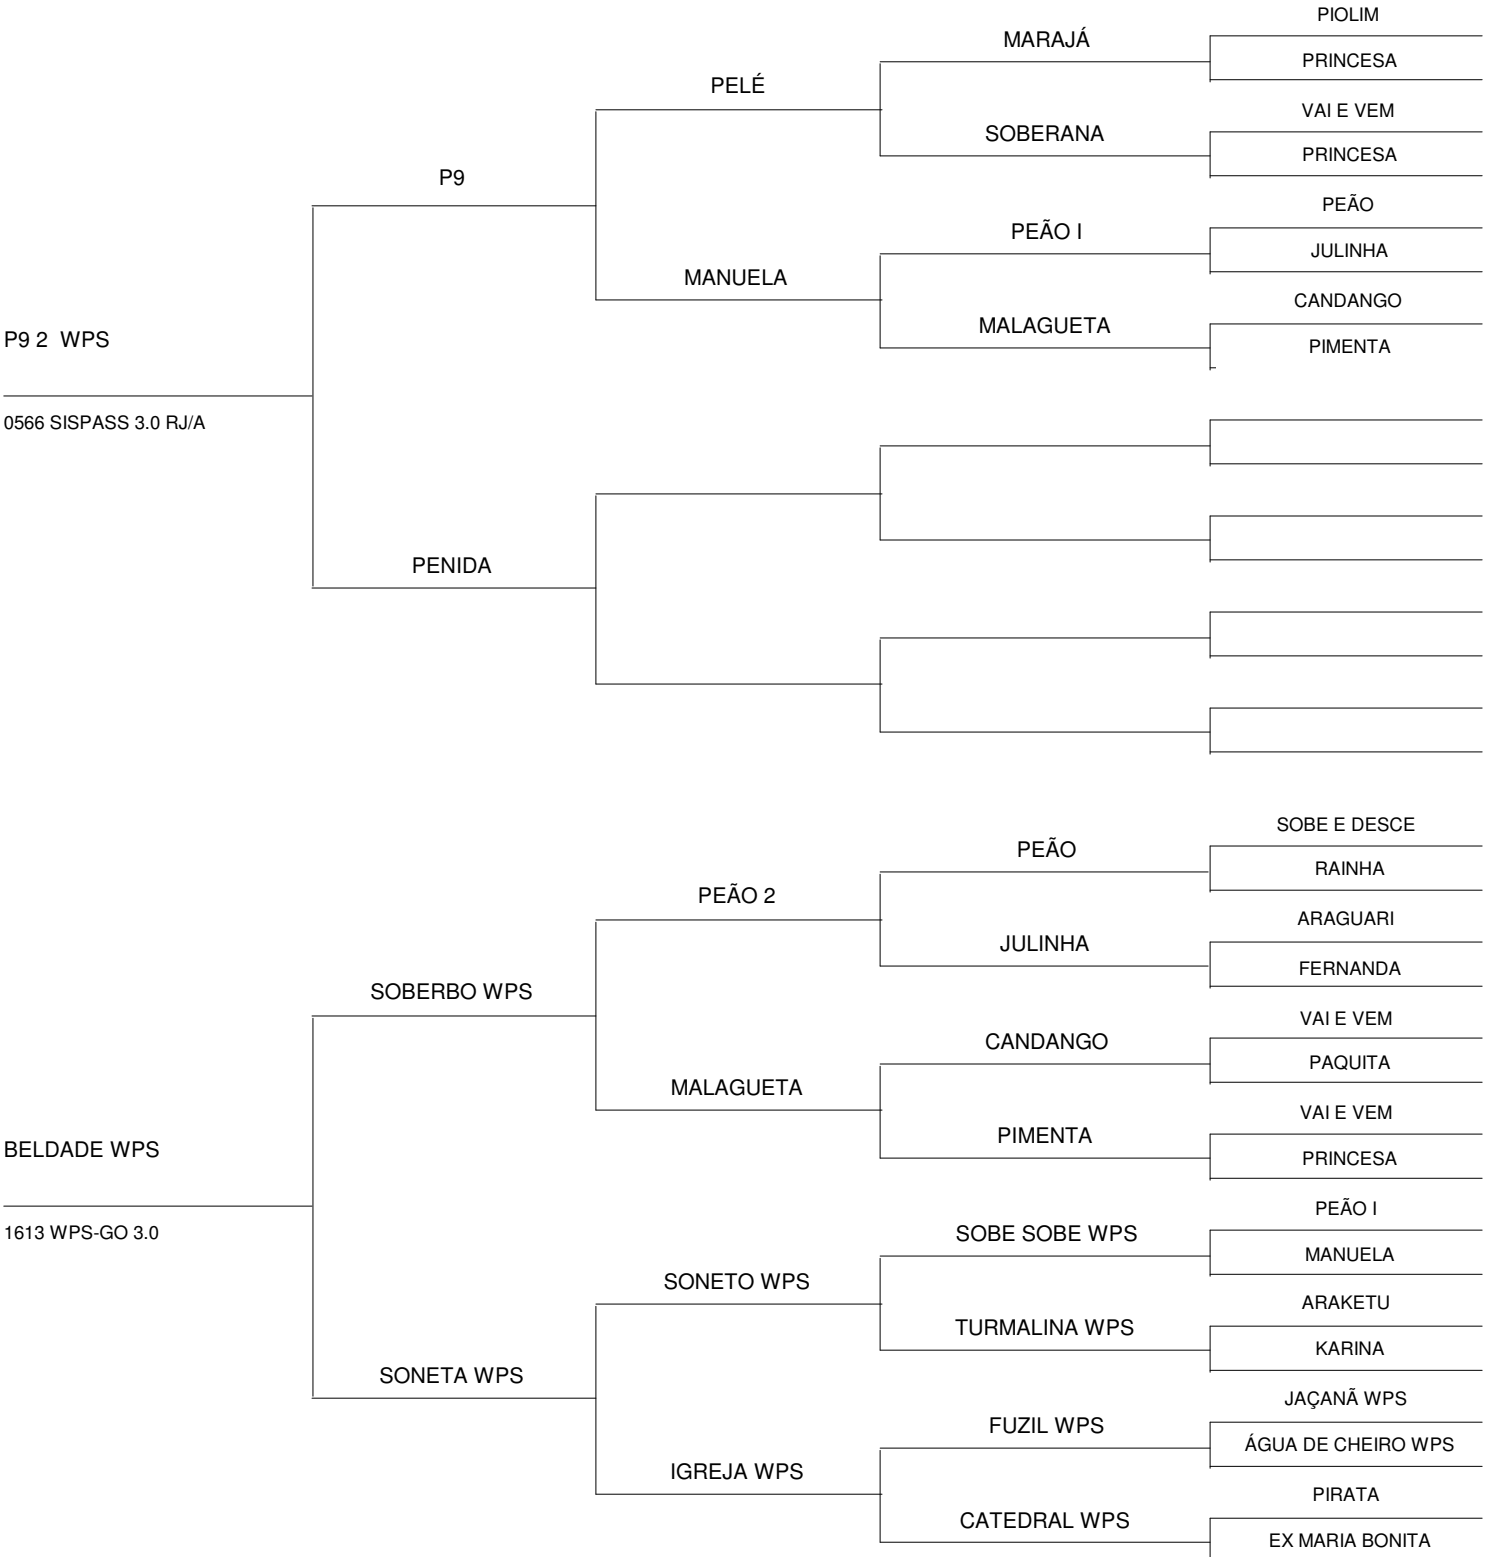 PIOLIM
MARAJÁ
PRINCESA
PELÉ
VAI E VEM
SOBERANA
PRINCESA
P9
PEÃO
PEÃO I
JULINHA
MANUELA
CANDANGO
MALAGUETA
P9 2  WPS
PIMENTA
0566 SISPASS 3.0 RJ/A
PENIDA
SOBE E DESCE
PEÃO
RAINHA
PEÃO 2
ARAGUARI
JULINHA
FERNANDA
SOBERBO WPS
VAI E VEM
CANDANGO
PAQUITA
MALAGUETA
VAI E VEM
PIMENTA
BELDADE WPS
PRINCESA
PEÃO I
1613 WPS-GO 3.0
SOBE SOBE WPS
MANUELA
SONETO WPS
ARAKETU
TURMALINA WPS
KARINA
SONETA WPS
JAÇANÃ WPS
FUZIL WPS
ÁGUA DE CHEIRO WPS
IGREJA WPS
PIRATA
CATEDRAL WPS
EX MARIA BONITA